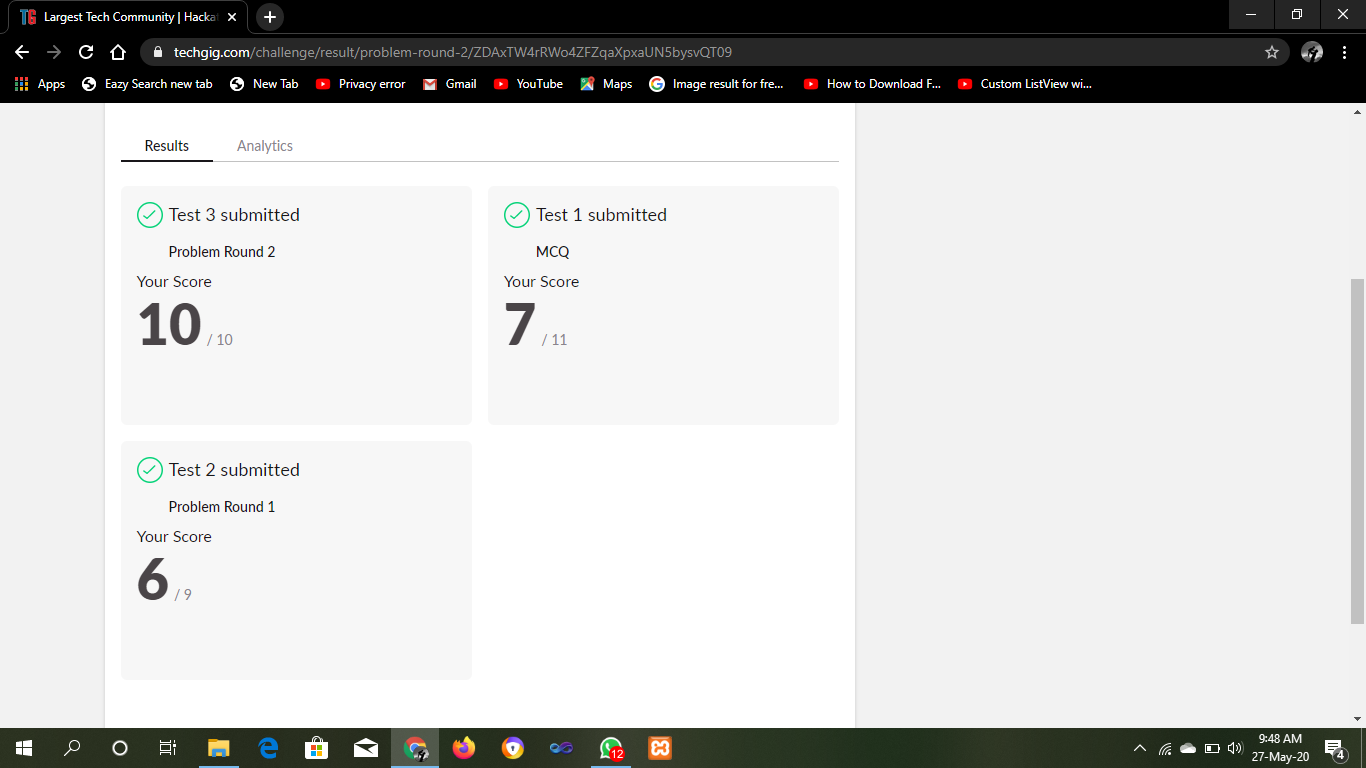 Largest Tech Community | Hacka
techgig.com/challenge/result/problem-round-2/ZDAxTW4rRWo4ZFZqaXpxaUN5bysvQT09
Apps Eazy Search new tab New Tab Privacy error Gmail YouTube Maps Image result for fre... How to Download F... Custom ListView wi...
Results Analytics
Test 3 submitted
Problem Round 2
Your Score
10 / 10
Test 1 submitted
MCQ
Your Score
7 / 11
Test 2 submitted
Problem Round 1
Your Score
6 / 9
12
9:48 AM
27-May-20
4